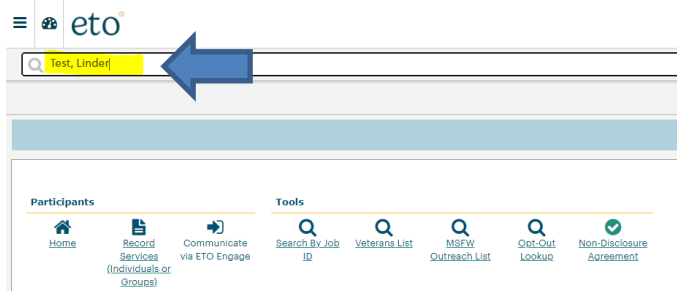 eto
Test, Linder
Participants
Tools
Home
Record Services (Individuals or Groups)
Communicate via ETO Engage
Search By Job ID
Veterans List
MSFW Outreach List
Opt-Out Lookup
Non-Disclosure Agreement